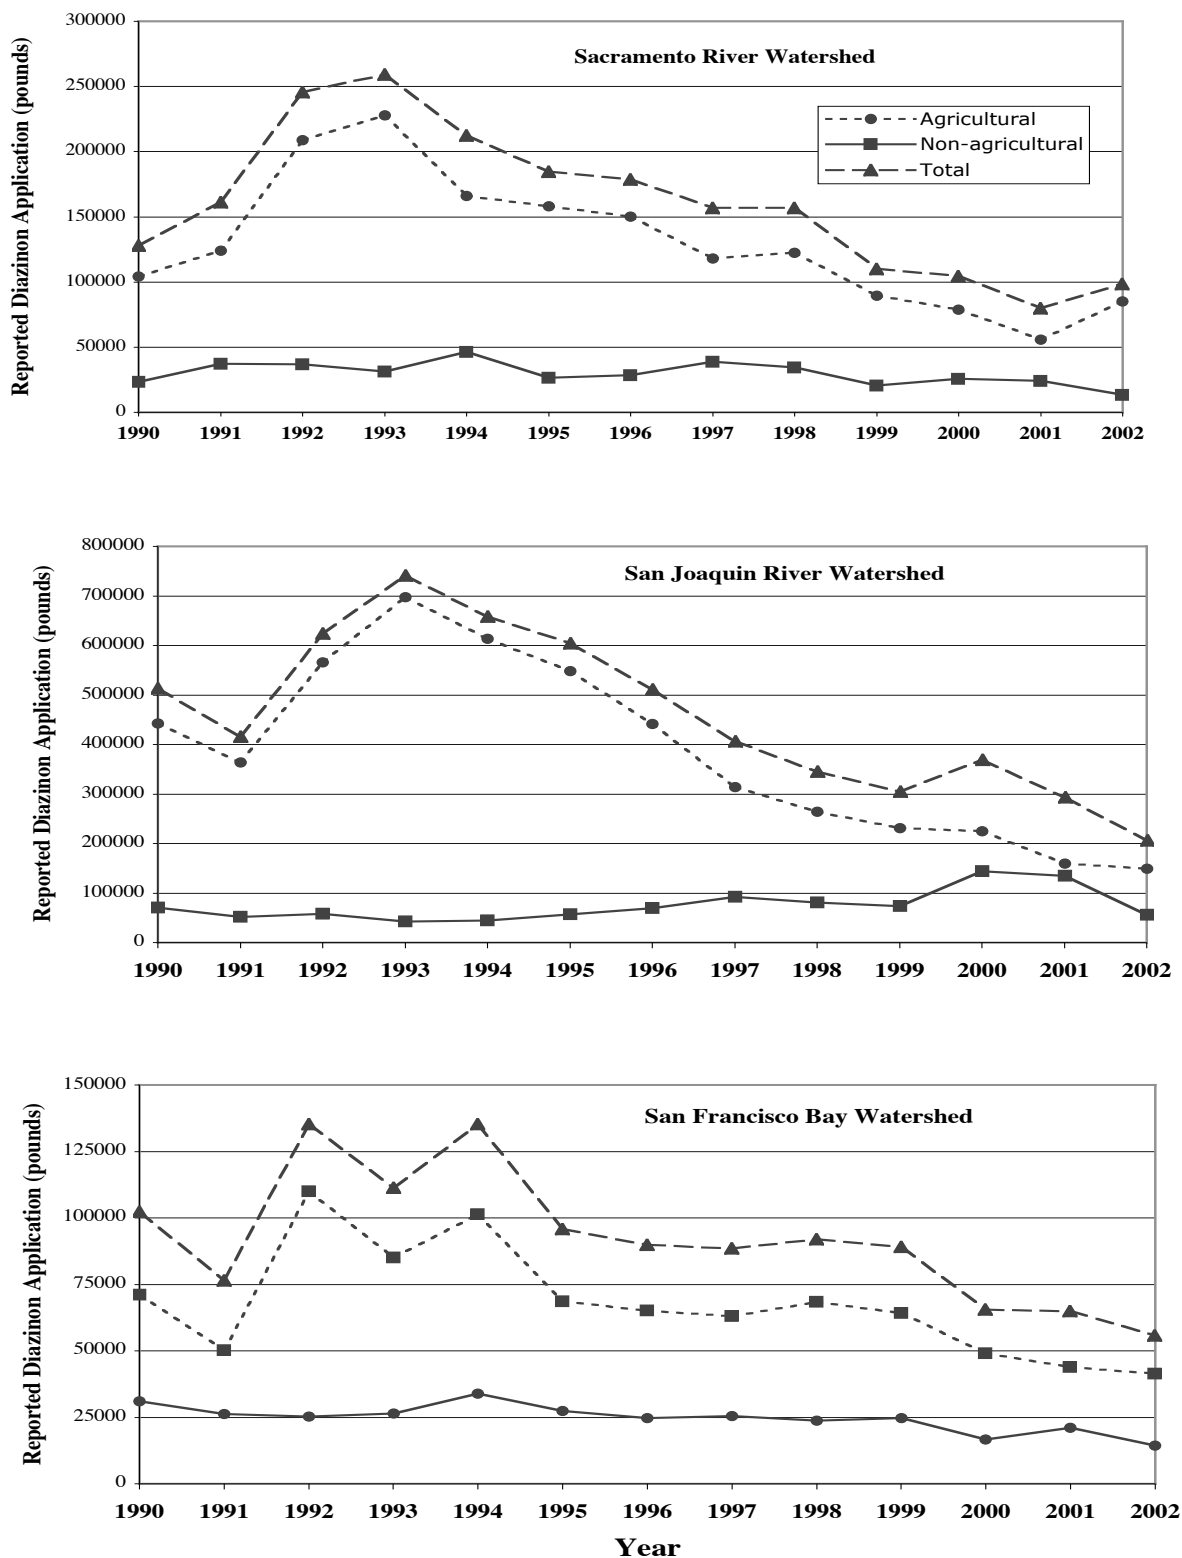 Sacramento River Watershed
Reported Diazinon Application (pounds)
300000
250000
200000
150000
100000
50000
0
Agricultural
Non-agricultural
Total
1990 1991 1992 1993 1994 1995 1996 1997 1998 1999 2000 2001 2002
San Joaquin River Watershed
Reported Diazinon Application (pounds)
800000
700000
600000
500000
400000
300000
200000
100000
0
1990 1991 1992 1993 1994 1995 1996 1997 1998 1999 2000 2001 2002
San Francisco Bay Watershed
Reported Diazinon Application (pounds)
150000
125000
100000
75000
50000
25000
0
1990 1991 1992 1993 1994 1995 1996 1997 1998 1999 2000 2001 2002
Year